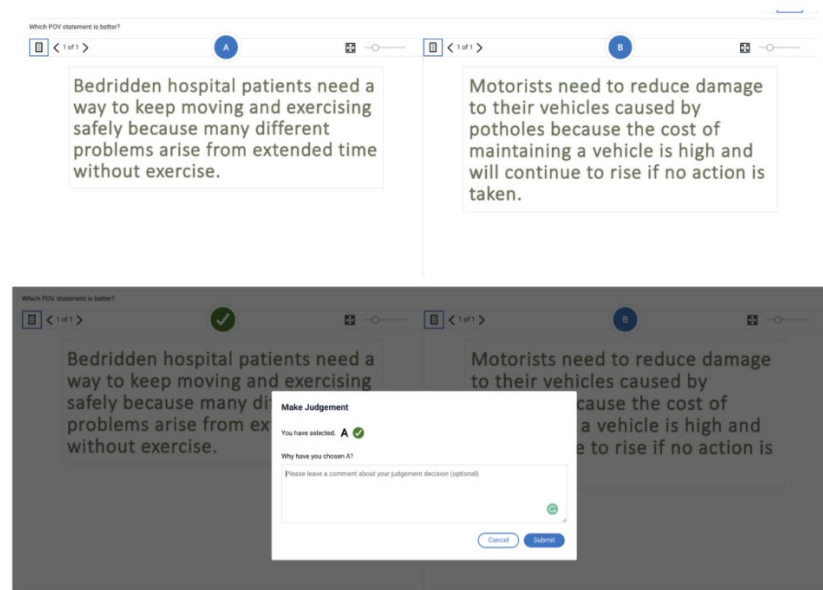 Which POV statement is better?
1 of 1
A
1 of 1
B
Bedridden hospital patients need a
way to keep moving and exercising
safely because many different
problems arise from extended time
without exercise.
Motorists need to reduce damage
to their vehicles caused by
potholes because the cost of
maintaining a vehicle is high and
will continue to rise if no action is
taken.
Which POV statement is better?
1 of 1
1 of 1
B
Bedridden hospital patients need a
way to keep moving and exercising
safely because many di
problems arise from ex
without exercise.
Motorists need to reduce damage
to their vehicles caused by
cause the cost of
a vehicle is high and
e to rise if no action is
Make Judgement
You have selected. A
Why have you chosen A?
Please leave a comment about your judgement decision (optional)
Cancel
Submit